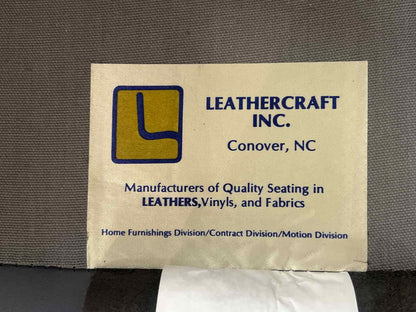 L
LEATHERCRAFT
INC.
Conover, NC
Manufacturers of Quality Seating in
LEATHERS,Vinyls, and Fabrics
Home Furnishings Division/Contract Division/Motion Division